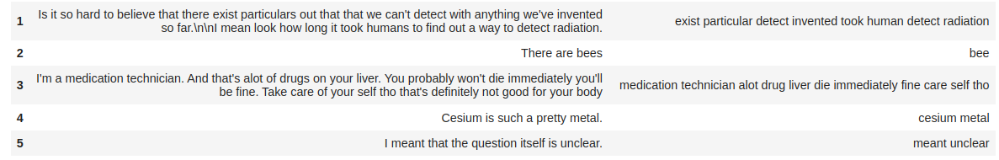 1 Is it so hard to believe that there exist particulars out that that we can't detect with anything we've invented so far.\n\nI mean look how long it took humans to find out a way to detect radiation. exist particular detect invented took human detect radiation
2 There are bees bee
3 I'm a medication technician. And that's alot of drugs on your liver. You probably won't die immediately you'll be fine. Take care of your self tho that's definitely not good for your body medication technician alot drug liver die immediately fine care self tho
4 Cesium is such a pretty metal. cesium metal
5 I meant that the question itself is unclear. meant unclear